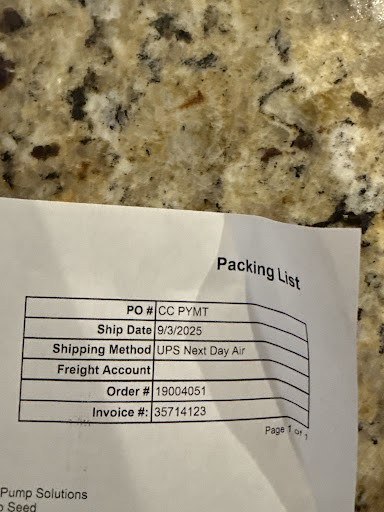 Packing List
PO # CC PYMT
Ship Date 9/3/2025
Shipping Method UPS Next Day Air
Freight Account
Order # 19004051
Invoice #: 35714123
Page 1 of 1
Pump Solutions
Seed